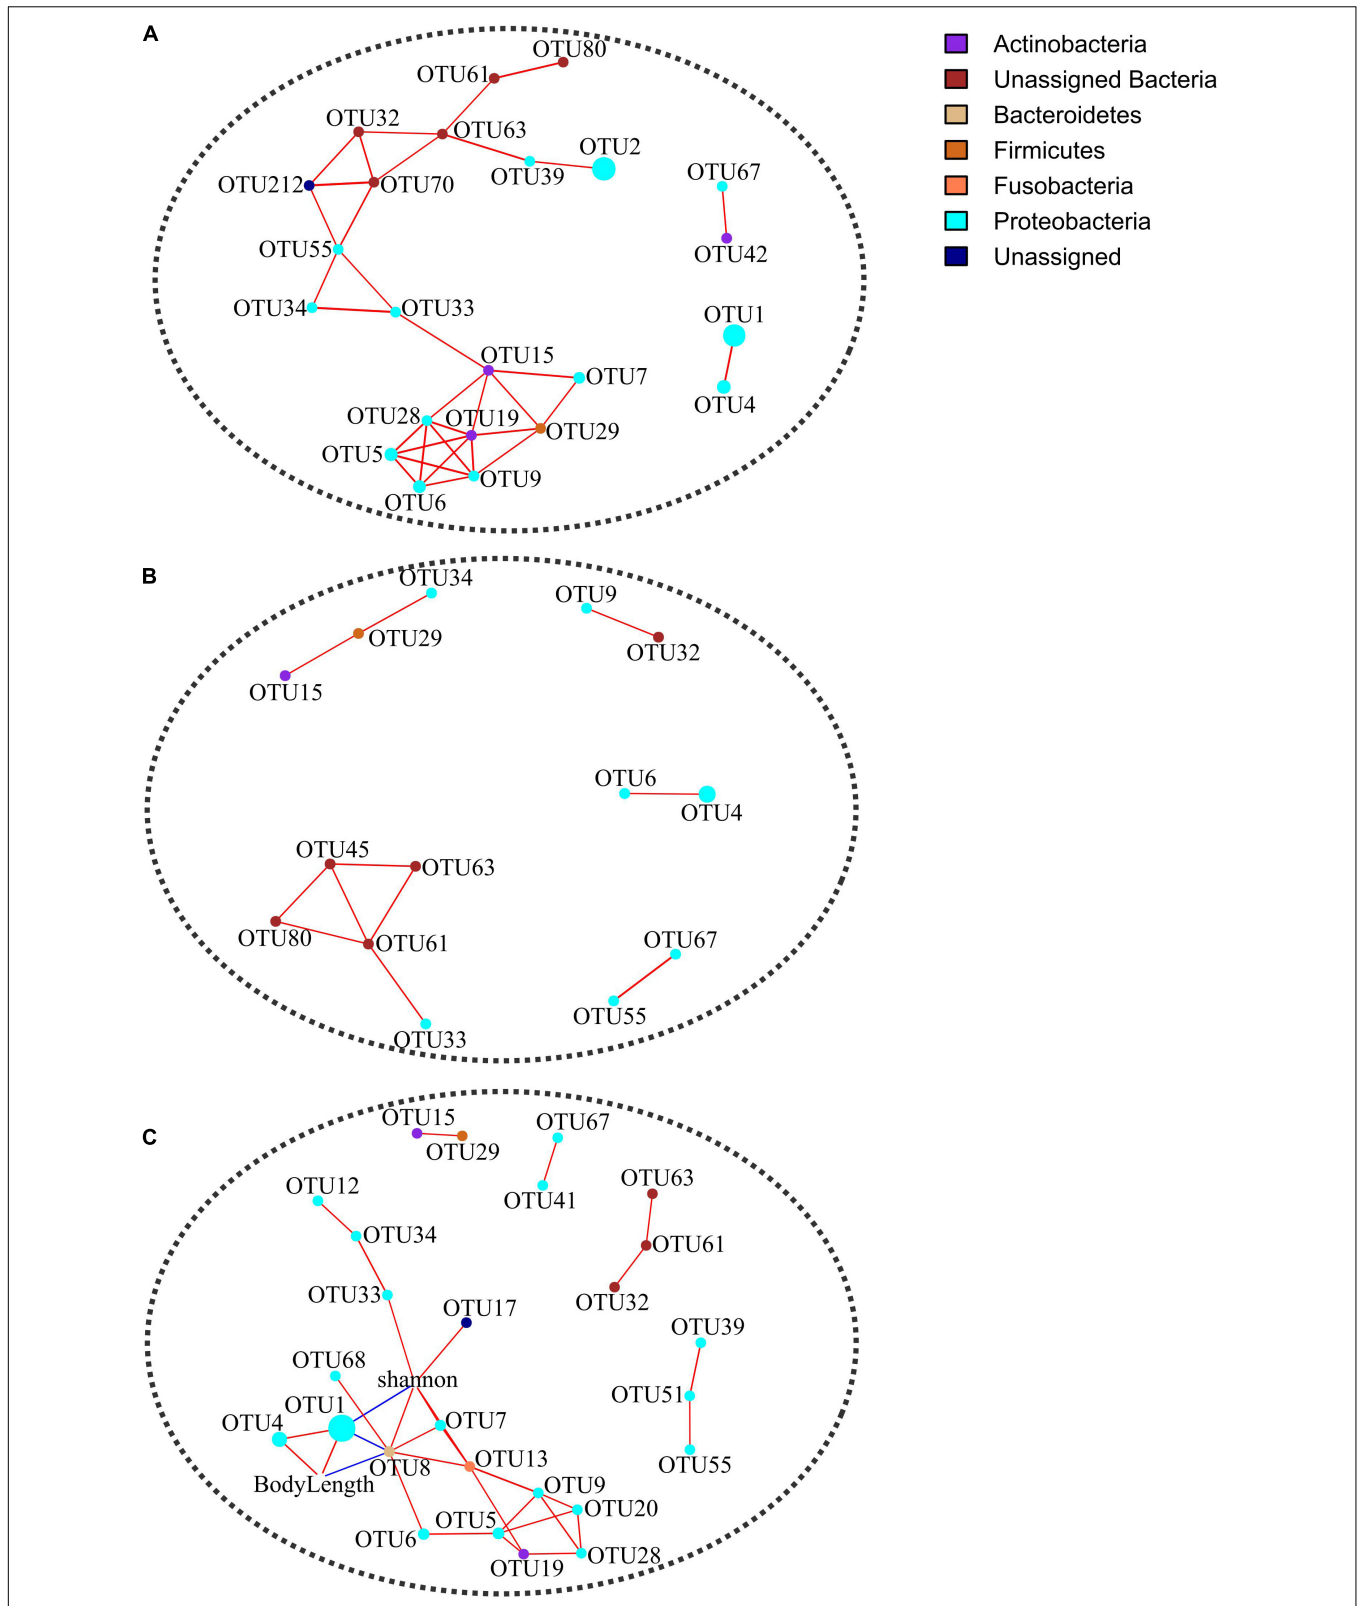 A
OTU80
OTU61
OTU32
OTU63
OTU2
OTU39
OTU67
OTU212
OTU70
OTU55
OTU42
OTU34
OTU33
OTU1
OTU15
OTU7
OTU4
OTU28
OTU19
OTU29
OTU5
OTU9
OTU6
Actinobacteria
Unassigned Bacteria
Bacteroidetes
Firmicutes
Fusobacteria
Proteobacteria
Unassigned
B
OTU34
OTU9
OTU29
OTU32
OTU15
OTU6
OTU4
OTU45
OTU63
OTU80
OTU61
OTU67
OTU55
OTU33
C
OTU15
OTU67
OTU29
OTU63
OTU12
OTU41
OTU34
OTU61
OTU33
OTU32
OTU17
OTU39
OTU68
shannon
OTU51
OTU1
OTU4
OTU7
OTU13
OTU8
OTU55
BodyLength
OTU9
OTU20
OTU5
OTU6
OTU28
OTU19